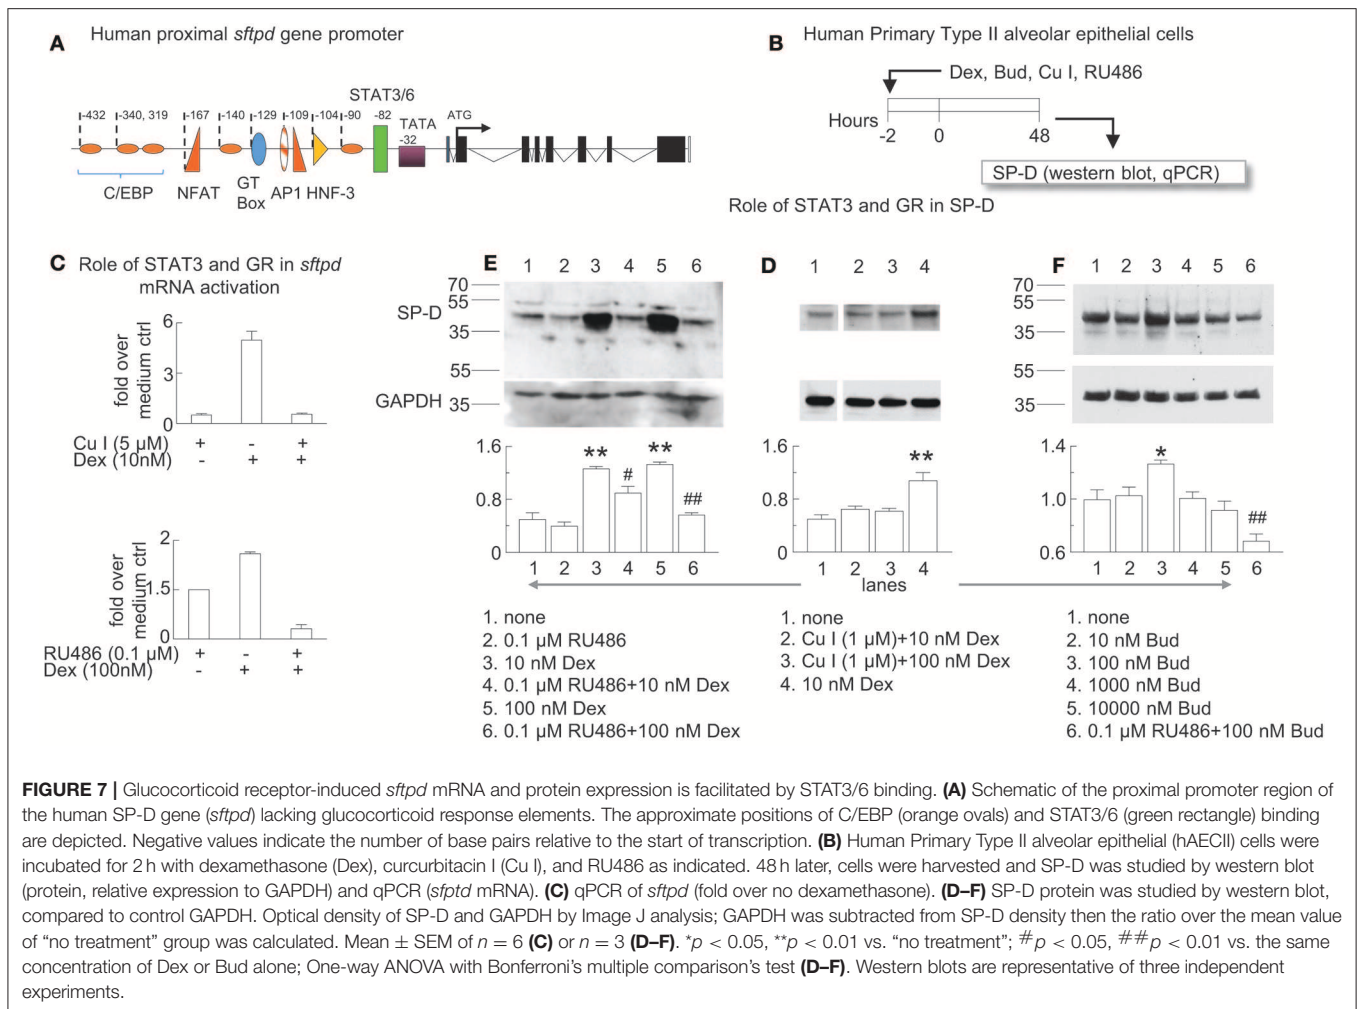 A Human proximal sftpd gene promoter
STAT3/6
-432 -340, 319 -167 -140 -129 -109 -104 -90 -82 TATA ATG
-32
C/EBP NFAT GT Box AP1 HNF-3
B Human Primary Type II alveolar epithelial cells
Dex, Bud, Cu I, RU486
Hours
-2 0 48
SP-D (western blot, qPCR)
Role of STAT3 and GR in SP-D
C Role of STAT3 and GR in sftpd
mRNA activation
fold over
medium ctrl
6
3
0
Cu I (5 µM) + - +
Dex (10nM) - + +
fold over
medium ctrl
2
1.5
0
RU486 (0.1 µM) + - +
Dex (100nM) - + +
E 1 2 3 4 5 6
70
55
SP-D
35
55
GAPDH
35
1.6
0.8
0
** # ** ##
1 2 3 4 5 6
1. none
2. 0.1 µM RU486
3. 10 nM Dex
4. 0.1 µM RU486+10 nM Dex
5. 100 nM Dex
6. 0.1 µM RU486+100 nM Dex
D 1 2 3 4
1.6
0.8
0
**
1 2 3 4
lanes
1. none
2. Cu I (1 µM)+10 nM Dex
3. Cu I (1 µM)+100 nM Dex
4. 10 nM Dex
F 1 2 3 4 5 6
70
55
35
55
35
1.4
1.0
0.6
* ##
1 2 3 4 5 6
1. none
2. 10 nM Bud
3. 100 nM Bud
4. 1000 nM Bud
5. 10000 nM Bud
6. 0.1 µM RU486+100 nM Bud
FIGURE 7 | Glucocorticoid receptor-induced sftpd mRNA and protein expression is facilitated by STAT3/6 binding. (A) Schematic of the proximal promoter region of
the human SP-D gene (sftpd) lacking glucocorticoid response elements. The approximate positions of C/EBP (orange ovals) and STAT3/6 (green rectangle) binding
are depicted. Negative values indicate the number of base pairs relative to the start of transcription. (B) Human Primary Type II alveolar epithelial (hAECII) cells were
incubated for 2 h with dexamethasone (Dex), curcurbitacin I (Cu I), and RU486 as indicated. 48 h later, cells were harvested and SP-D was studied by western blot
(protein, relative expression to GAPDH) and qPCR (sfptd mRNA). (C) qPCR of sftpd (fold over no dexamethasone). (D–F) SP-D protein was studied by western blot,
compared to control GAPDH. Optical density of SP-D and GAPDH by Image J analysis; GAPDH was subtracted from SP-D density then the ratio over the mean value
of “no treatment” group was calculated. Mean ± SEM of n = 6 (C) or n = 3 (D–F). *p < 0.05, **p < 0.01 vs. “no treatment”; #p < 0.05, ##p < 0.01 vs. the same
concentration of Dex or Bud alone; One-way ANOVA with Bonferroni’s multiple comparison’s test (D–F). Western blots are representative of three independent
experiments.